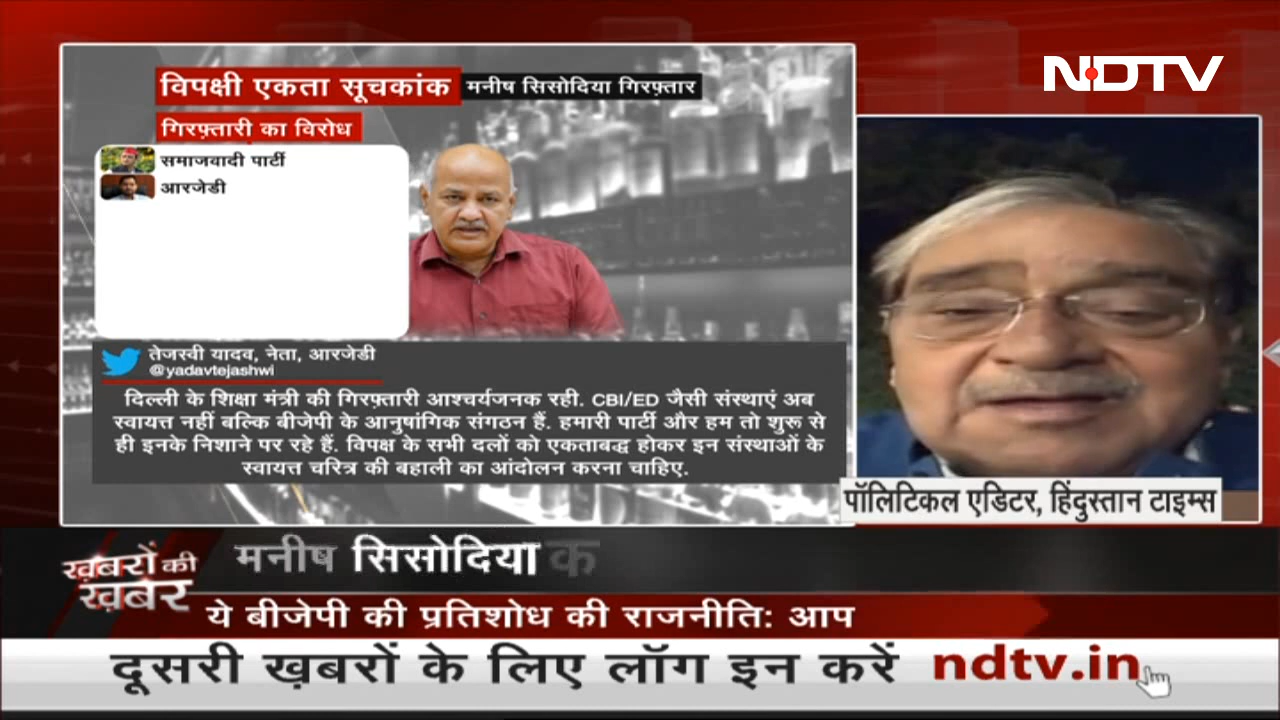 विपक्षी एकता सूचकांक मनीष सिसोदिया गिरफ़्तार
NDTV
गिरफ़्तारी का विरोध
समाजवादी पार्टी
आरजेडी
तेजस्वी यादव, नेता, आरजेडी
@yadavtejashwi
दिल्ली के शिक्षा मंत्री की गिरफ़्तारी आश्चर्यजनक रही. CBI/ED जैसी संस्थाएं अब
स्वायत्त नहीं बल्कि बीजेपी के आनुषांगिक संगठन हैं. हमारी पार्टी और हम तो शुरू से
ही इनके निशाने पर रहे हैं. विपक्ष के सभी दलों को एकताबद्ध होकर इन संस्थाओं के
स्वायत्त चरित्र की बहाली का आंदोलन करना चाहिए.
पॉलिटिकल एडिटर, हिंदुस्तान टाइम्स
ख़बरों की
ख़बर
मनीष सिसोदिया क
ये बीजेपी की प्रतिशोध की राजनीति: आप
दूसरी ख़बरों के लिए लॉग इन करें ndtv.in